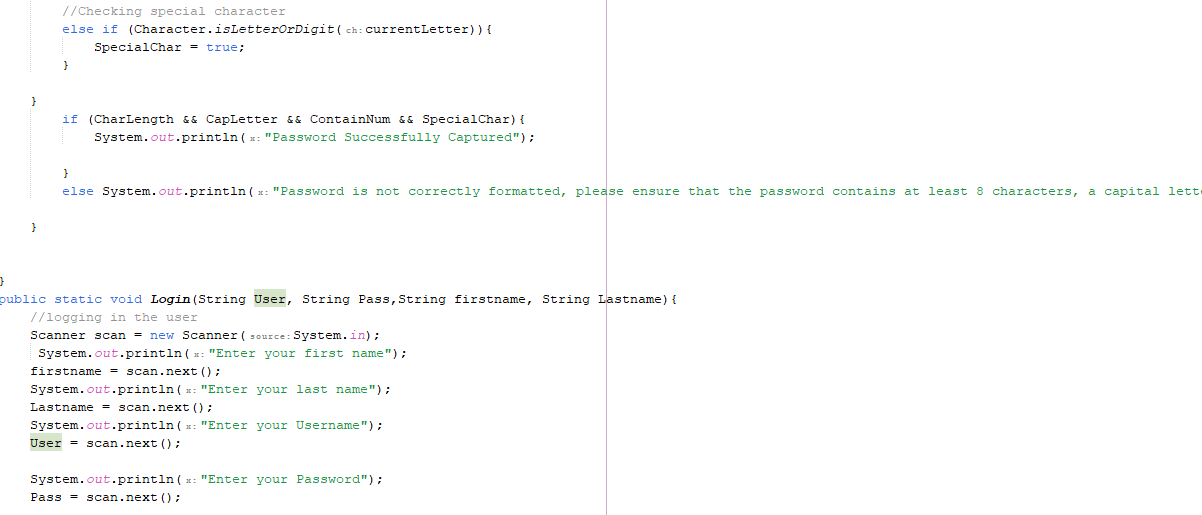 //Checking special character
else if (Character.isLetterOrDigit( ch: currentLetter)){
SpecialChar = true;
}
}
if (CharLength && CapLetter && ContainNum && SpecialChar){
System.out.println( x: "Password Successfully Captured");
}
else System.out.println( x: "Password is not correctly formatted, please ensure that the password contains at least 8 characters, a capital lett
}
}
public static void Login(String User, String Pass,String firstname, String Lastname){
//logging in the user
Scanner scan = new Scanner( source: System.in);
System.out.println( x: "Enter your first name");
firstname = scan.next();
System.out.println( x: "Enter your last name");
Lastname = scan.next();
System.out.println( x: "Enter your Username");
User = scan.next();
System.out.println( x: "Enter your Password");
Pass = scan.next();